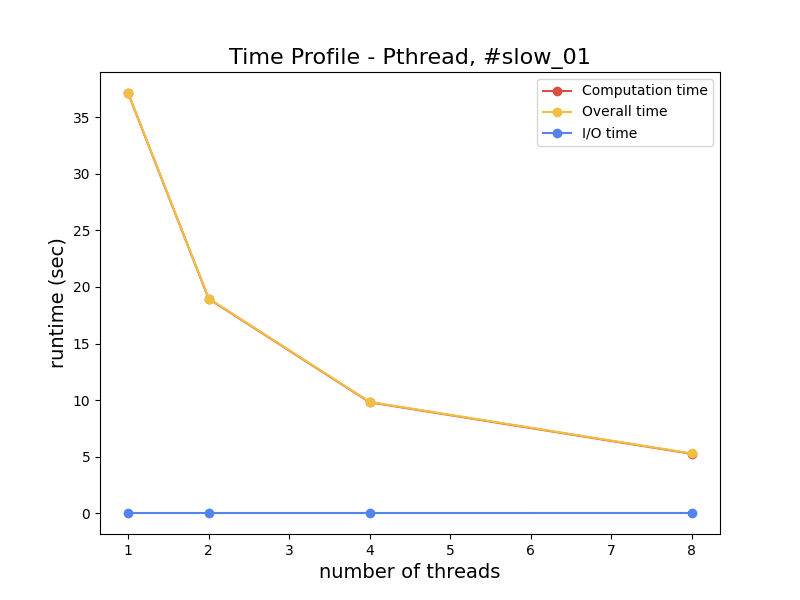 Time Profile - Pthread, #slow_01
Computation time
Overall time
I/O time
runtime (sec)
35
30
25
20
15
10
5
0
1 2 3 4 5 6 7 8
number of threads